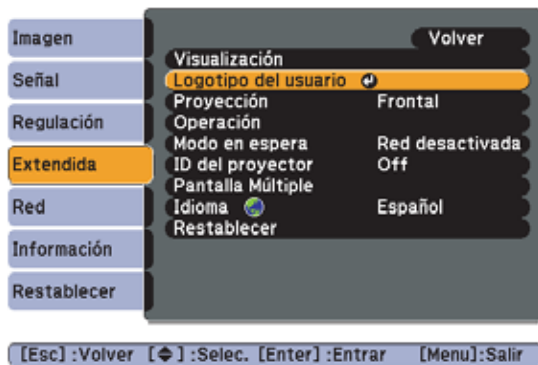 Imagen
Señal
Regulación
Extendida
Red
Información
Restablecer
Volver
Visualización
Logotipo del usuario
Proyección Frontal
Operación
Modo en espera Red desactivada
ID del proyector Off
Pantalla Múltiple
Idioma Español
Restablecer
[Esc] :Volver [◆] :Selec. [Enter] :Entrar [Menu]:Salir